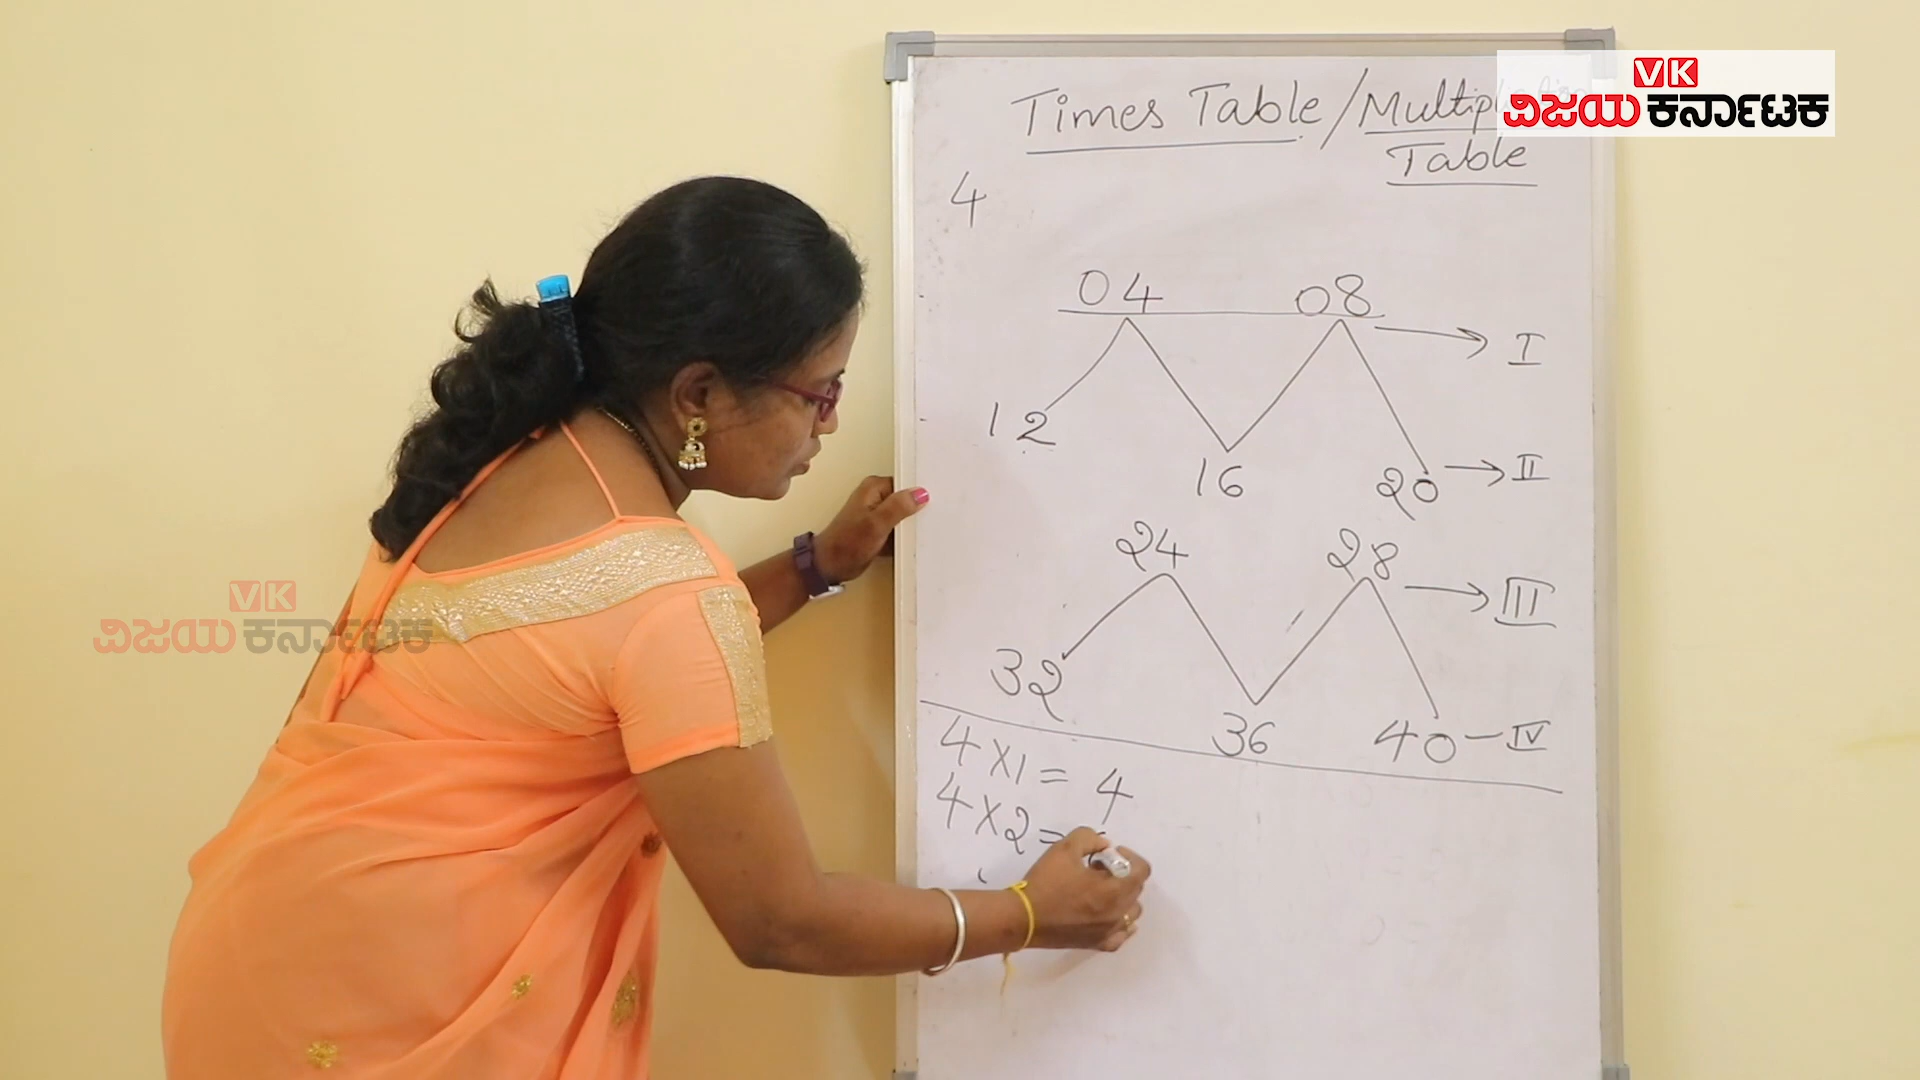 VK
ವಿಜಯ ಕರ್ನಾಟಕ
Times Table / Multipl
Table
4
04 08
I
12 16 20 II
24 28 III
32 36 40 - IV
4 X 1 = 4
4 X 2 =
VK
ವಿಜಯ ಕರ್ನಾಟಕ